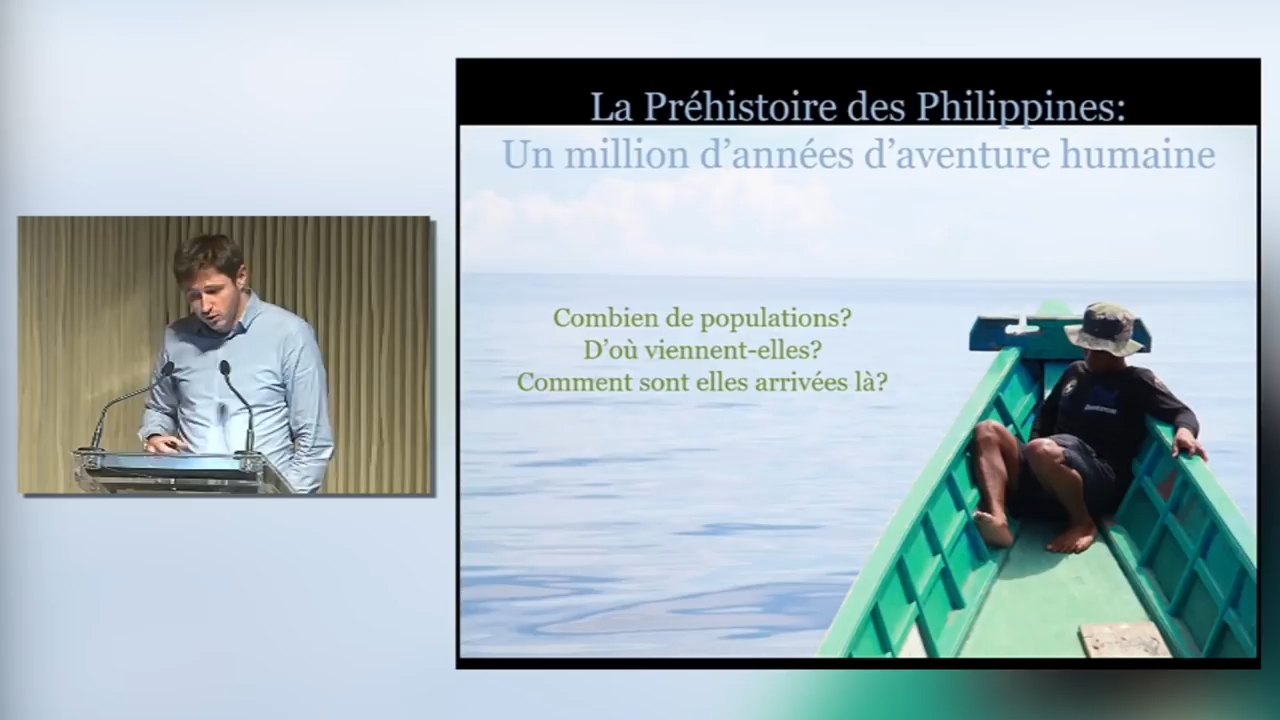 La Préhistoire des Philippines:
Un million d'années d'aventure humaine
Combien de populations?
D'où viennent-elles?
Comment sont elles arrivées là?